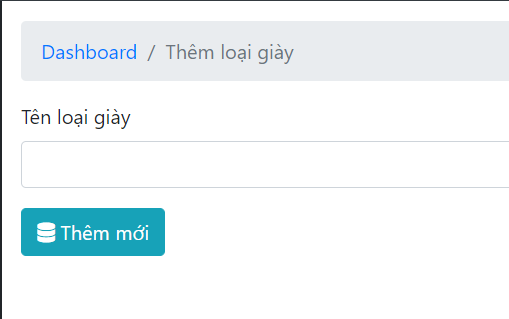 Dashboard / Thêm loại giày
Tên loại giày
Thêm mới